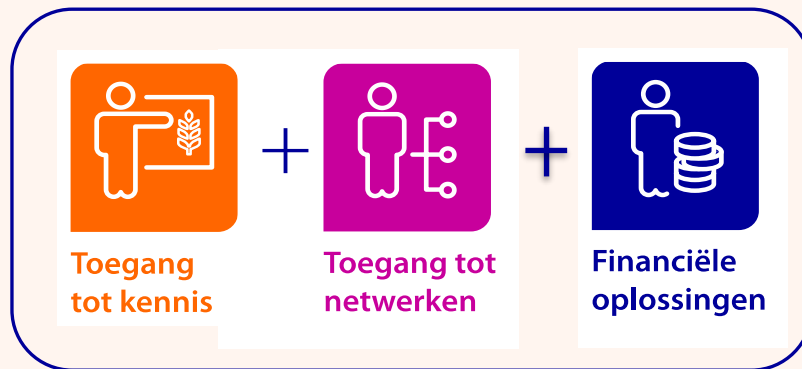 Toegang
tot kennis
+
Toegang tot
netwerken
+
Financiële
oplossingen